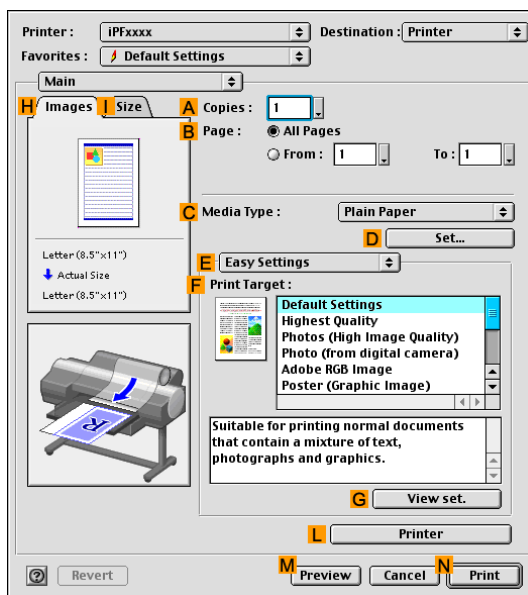 Printer : iPFxxxx Destination : Printer
Favorites : Default Settings
Main
H Images I Size
A Copies : 1
B Page : All Pages
From : 1 To : 1
C Media Type : Plain Paper
D Set...
Letter (8.5"x11")
Actual Size
Letter (8.5"x11")
E Easy Settings
F Print Target :
Default Settings
Highest Quality
Photos (High Image Quality)
Photo (from digital camera)
Adobe RGB Image
Poster (Graphic Image)
R
Suitable for printing normal documents
that contain a mixture of text,
photographs and graphics.
G View set.
L Printer
? Revert M Preview Cancel N Print